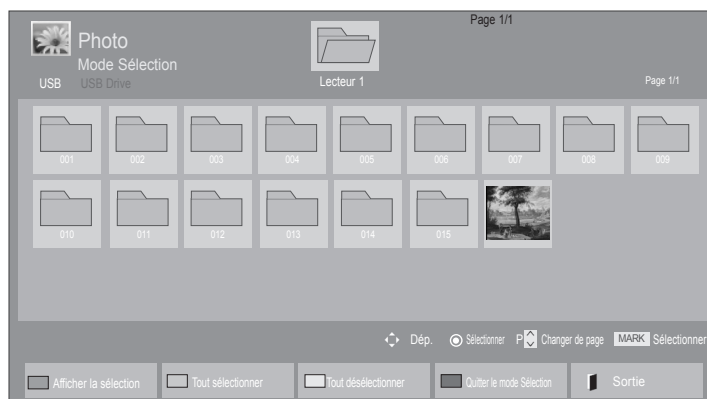 Page 1/1
Photo
Mode Sélection
USB USB Drive
Lecteur 1
Page 1/1
001 002 003 004 005 006 007 008 009
010 011 012 013 014 015
Dép. Sélectionner P Changer de page MARK Sélectionner
Afficher la sélection Tout sélectionner Tout désélectionner Quitter le mode Sélection Sortie